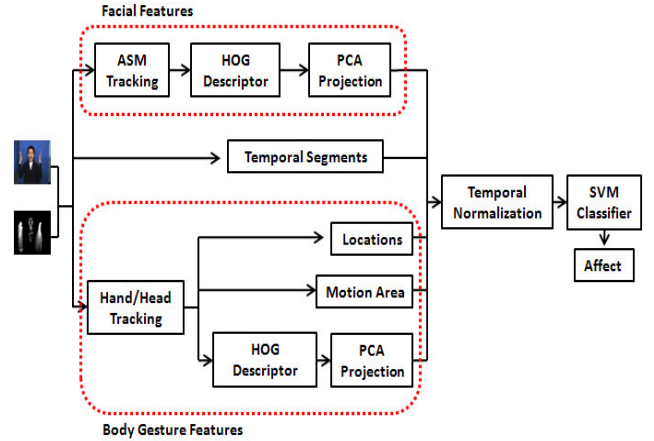 Facial Features
ASM
Tracking
HOG
Descriptor
PCA
Projection
Temporal Segments
Temporal
Normalization
SVM
Classifier
Affect
Locations
Motion Area
Hand/Head
Tracking
HOG
Descriptor
PCA
Projection
Body Gesture Features